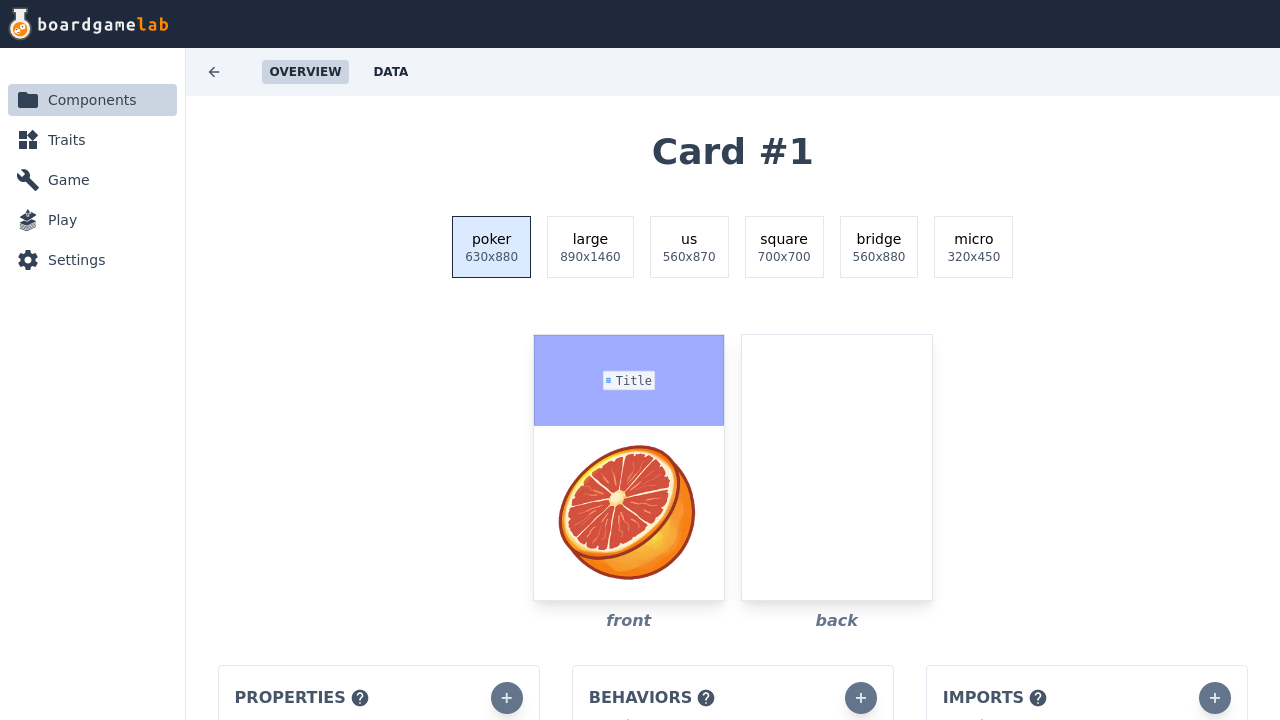 boardgamelab
OVERVIEW DATA
Components
Traits
Game
Play
Settings
Card #1
poker
630x880
large
890x1460
us
560x870
square
700x700
bridge
560x880
micro
320x450
Title
front
back
PROPERTIES
BEHAVIORS
IMPORTS